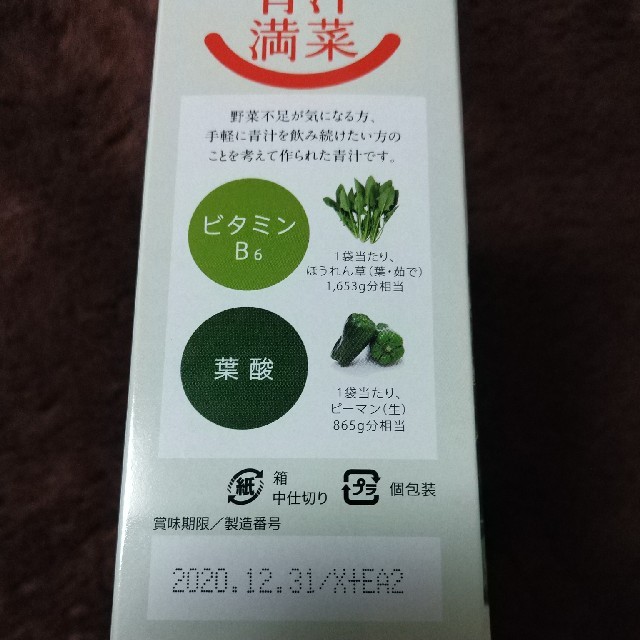 青汁
満菜
野菜不足が気になる方、
手軽に青汁を飲み続けたい方の
ことを考えて作られた青汁です。
ビタミン
B6
1袋当たり、
ほうれん草(葉・茹で)
1,653g分相当
葉酸
1袋当たり、
ピーマン(生)
865g分相当
紙
箱
中仕切り
プラ
個包装
賞味期限/製造番号
2020.12.31/X+EA2